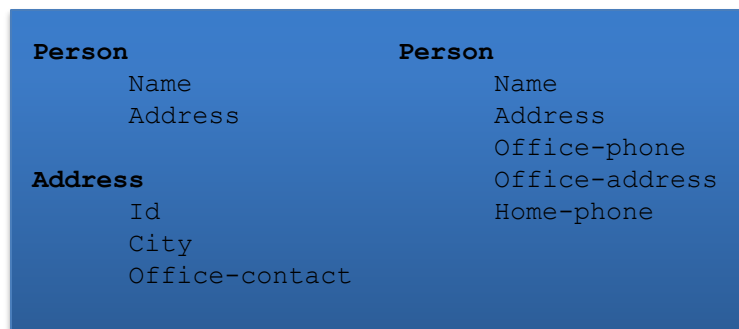 Person
Name
Address
Address
Id
City
Office-contact
Person
Name
Address
Office-phone
Office-address
Home-phone